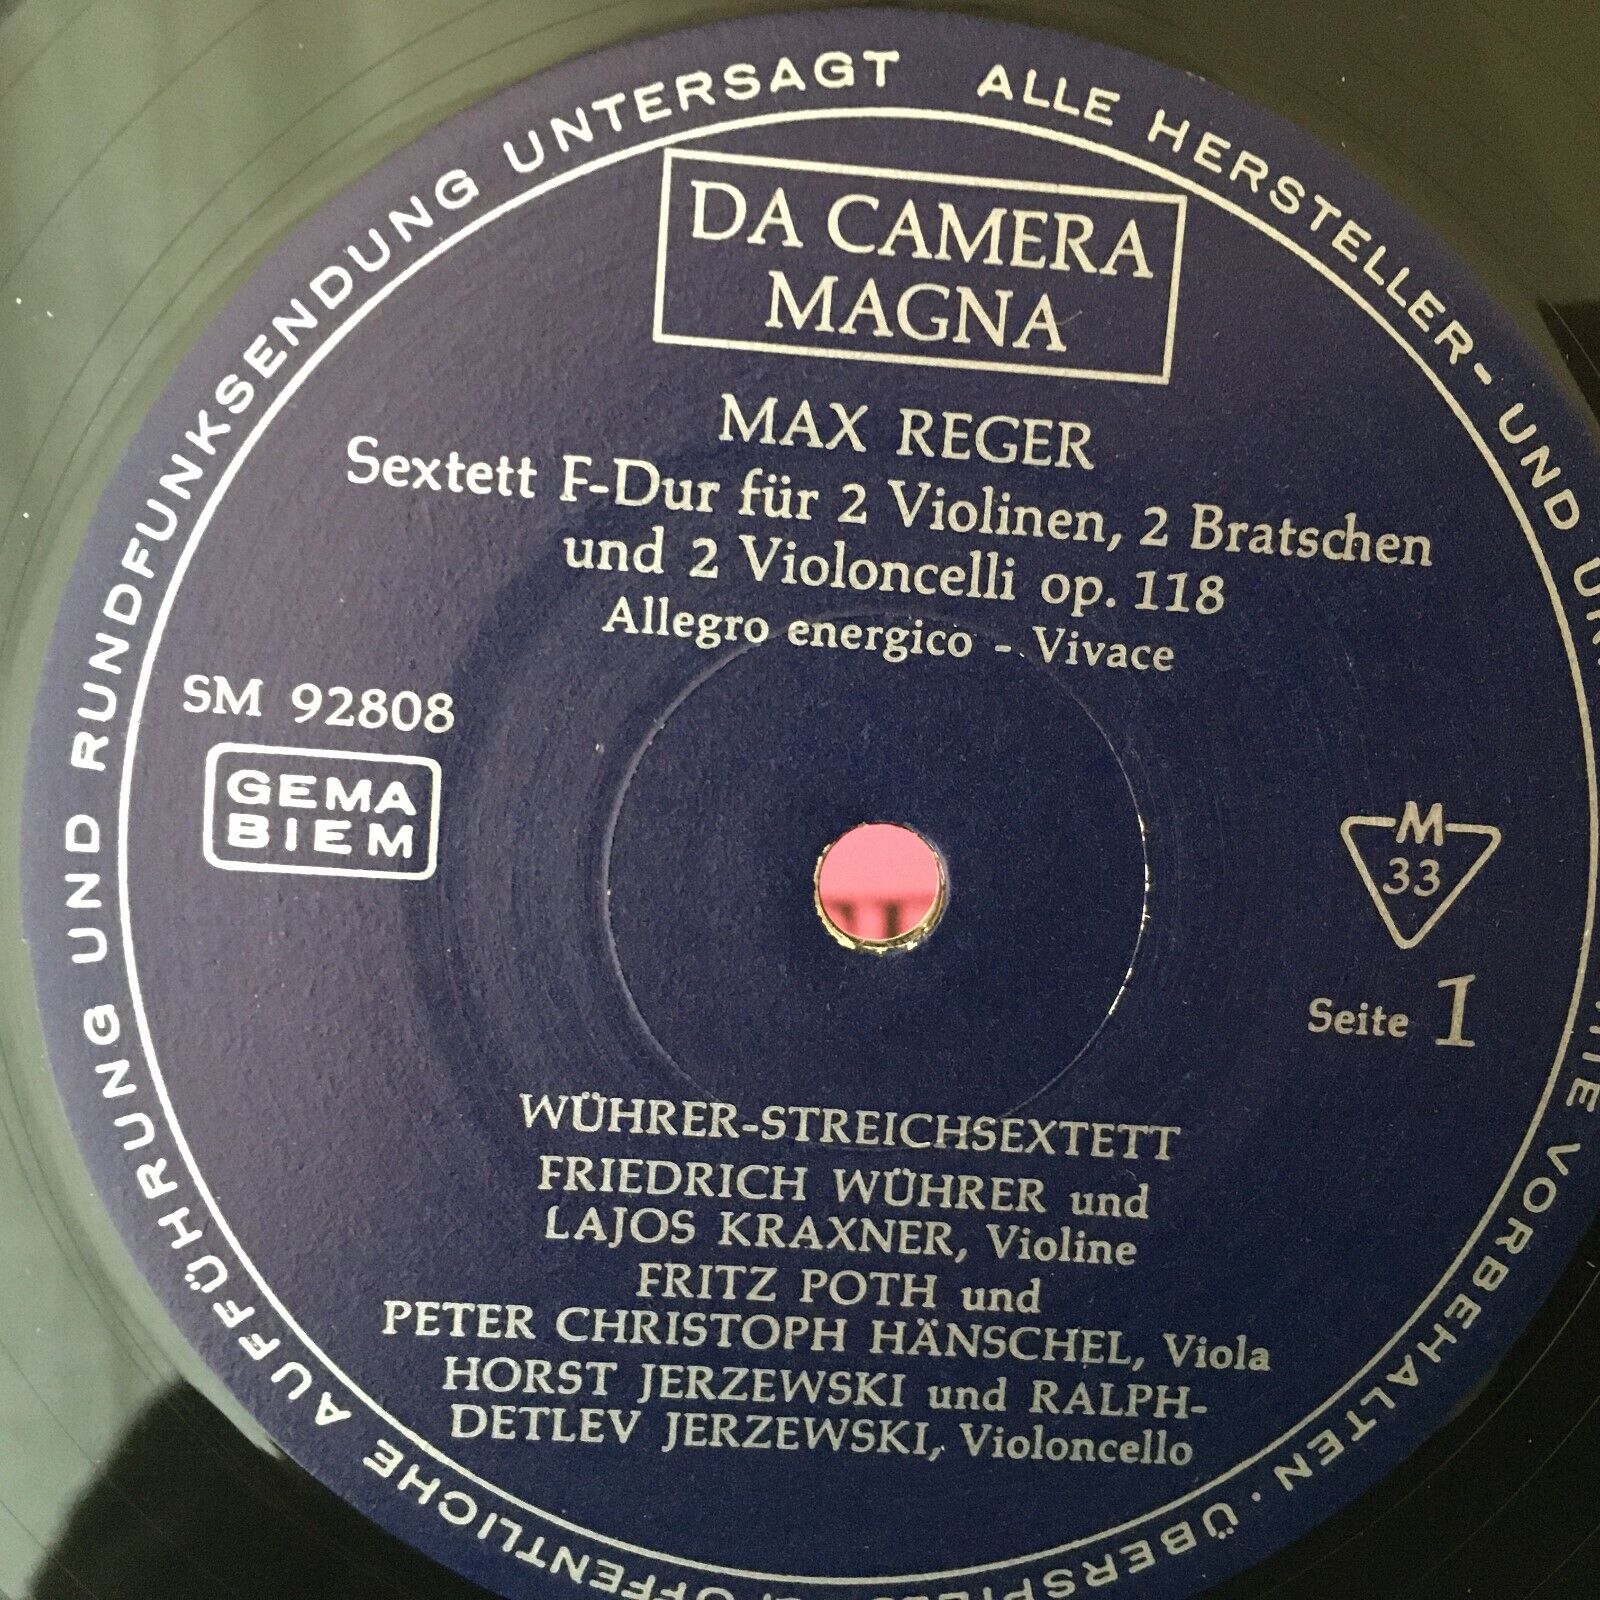 ALLE HERSTELLER- UND
VORBEHALTEN · 
AUFFÜHRUNG UND RUNDFUNKSENDUNG UNTERSAGT
DA CAMERA
MAGNA
MAX REGER
Sextett F-Dur für 2 Violinen, 2 Bratschen
und 2 Violoncelli op. 118
Allegro energico - Vivace
SM 92808
GEMA
BIEM
M
33
Seite 1
WÜHRER-STREICHSEXTETT
FRIEDRICH WÜHRER und
LAJOS KRAXNER, Violine
FRITZ POTH und
PETER CHRISTOPH HÄNSCHEL, Viola
HORST JERZEWSKI und RALPH-
DETLEV JERZEWSKI, Violoncello